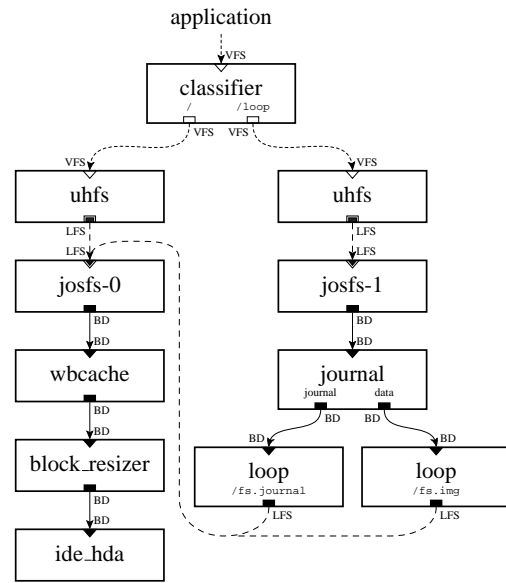 application
VFS
classifier
/ /loop
VFS VFS
VFS VFS
uhfs uhfs
LFS LFS
LFS LFS
josfs-0 josfs-1
BD BD
BD BD
wbcache journal
journal data
BD BD BD
BD BD BD
block_resizer loop loop
/fs.journal /fs.img
BD LFS LFS
BD
ide_hda